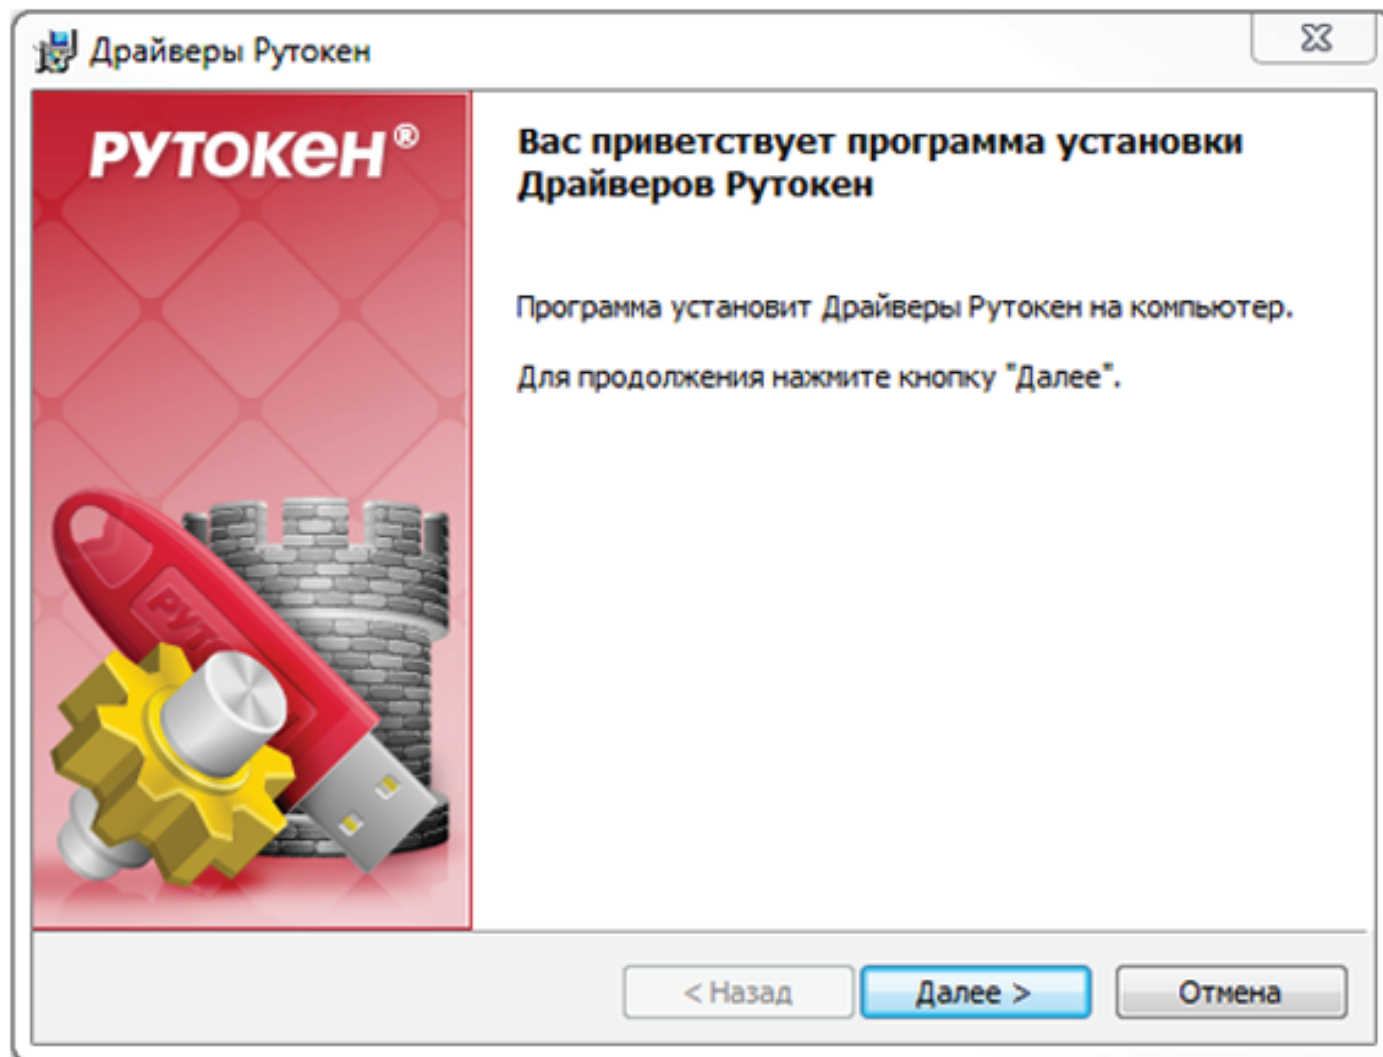 Драйверы Рутокен
РУТОКЕН®
Вас приветствует программа установки
Драйверов Рутокен
Программа установит Драйверы Рутокен на компьютер.
Для продолжения нажмите кнопку "Далее".
< Назад
Далее >
Отмена